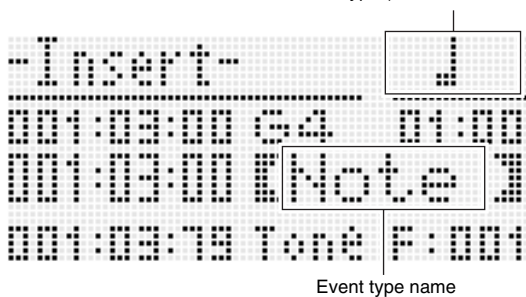 -Insert-
001:03:00 G4 01:00
001:03:00 【Note 】
001:03:79 Tone F:001
Event type name